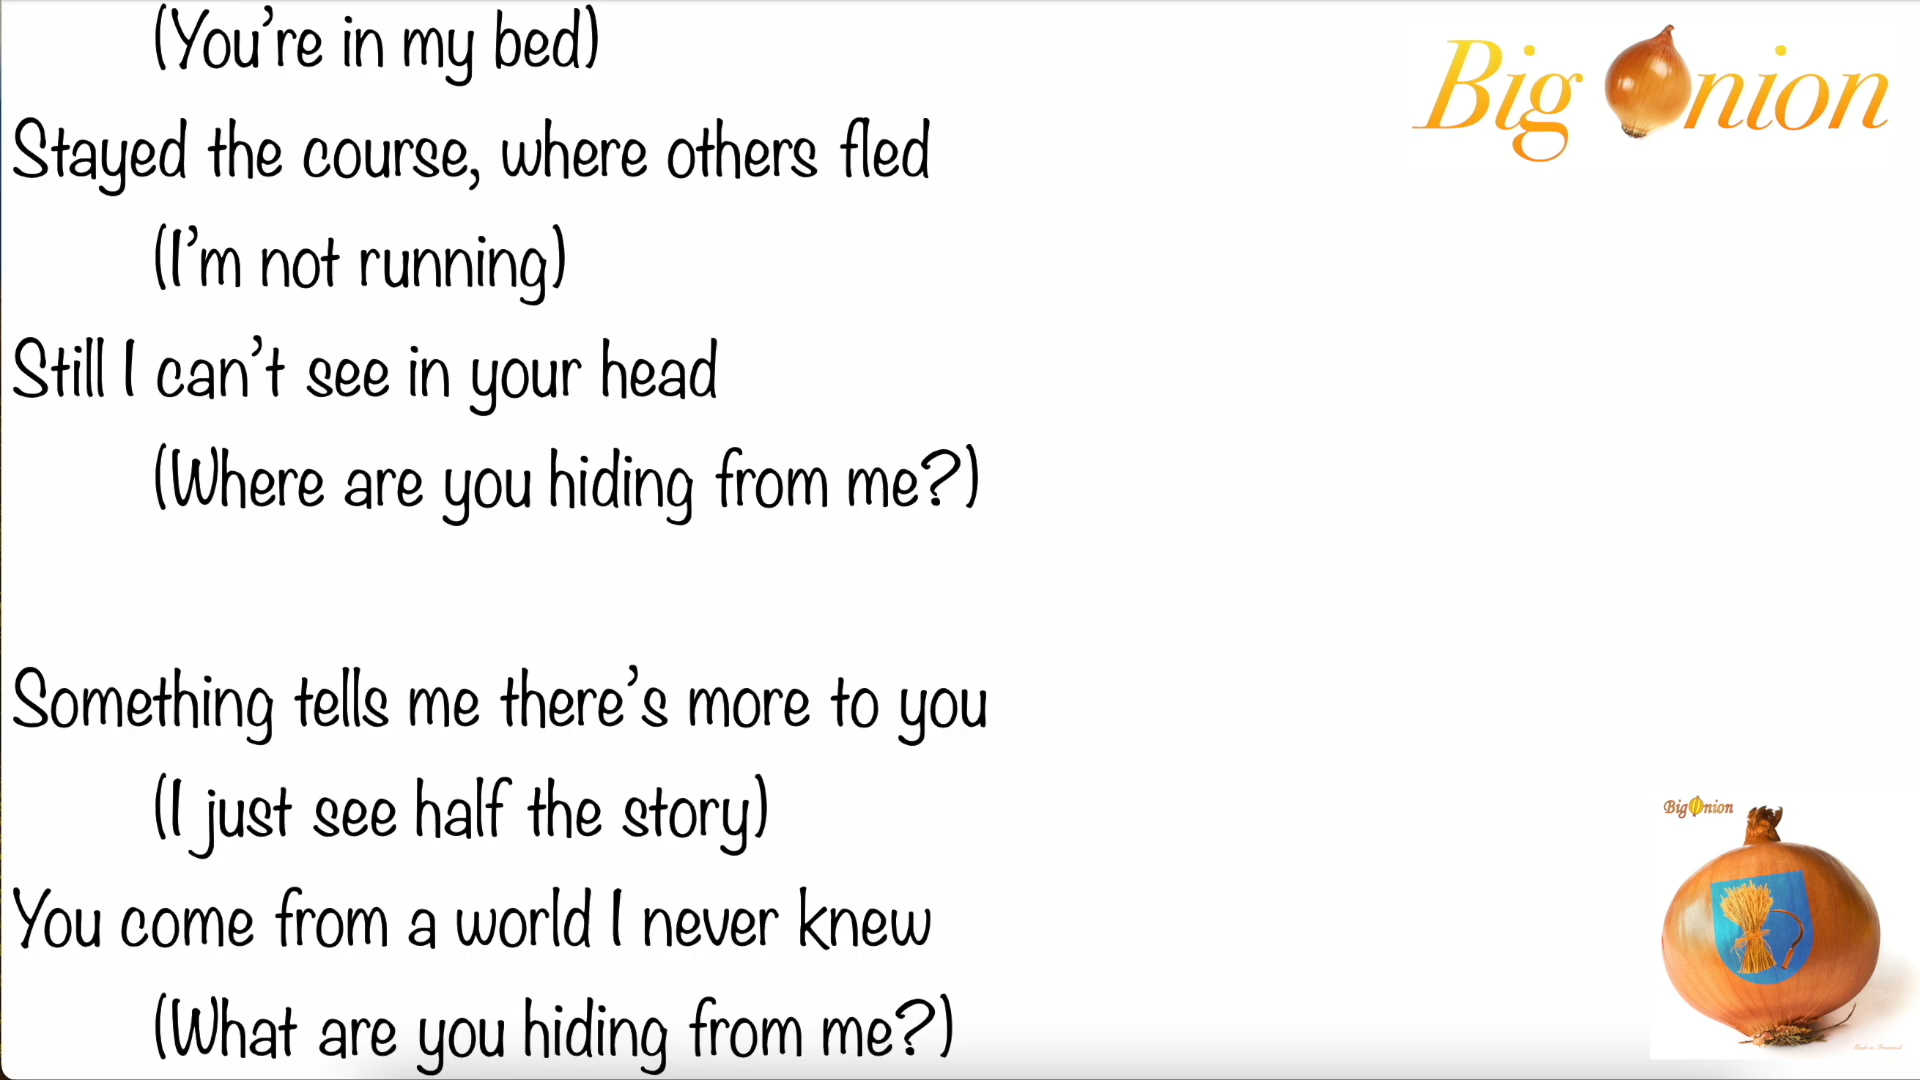 (You're in my bed)
Stayed the course, where others fled
(I'm not running)
Still I can't see in your head
(Where are you hiding from me?)
Something tells me there's more to you
(I just see half the story)
You come from a world I never knew
(What are you hiding from me?)
Big Onion
Big Onion